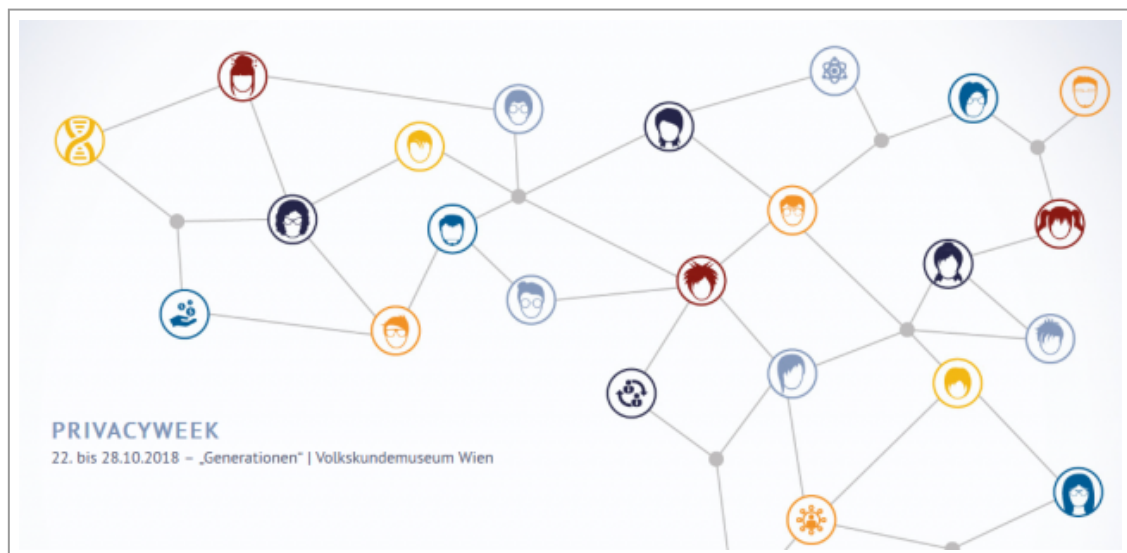 PRIVACYWEEK
22. bis 28.10.2018 – „Generationen“ | Volkskundemuseum Wien